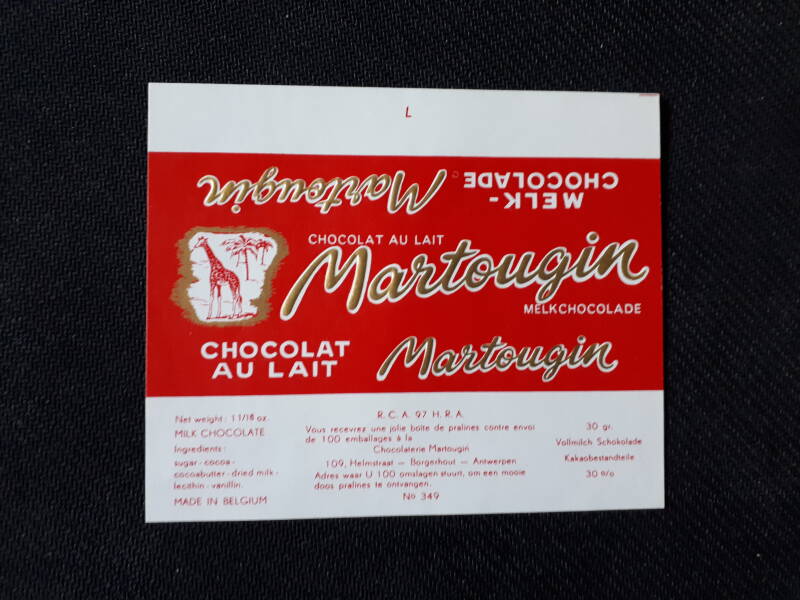 L
MELK-
CHOCOLADE
Martougin
CHOCOLAT AU LAIT
Martougin
MELKCHOCOLADE
CHOCOLAT
AU LAIT
Martougin
Net weight : 1 1/16 oz.
MILK CHOCOLATE
Ingredients :
sugar - cocoa -
cocoabutter - dried milk -
lecithin - vanillin.
MADE IN BELGIUM
R. C. A. 97 H. R. A.
Vous recevrez une jolie boîte de pralines contre envoi
de 100 emballages à la
Chocolaterie Martougin
109, Helmstraat — Borgerhout — Antwerpen
Adres waar U 100 omslagen stuurt, om een mooie
doos pralines te ontvangen.
No 349
30 gr.
Vollmilch Schokolade
Kakaobestandteile
30 %